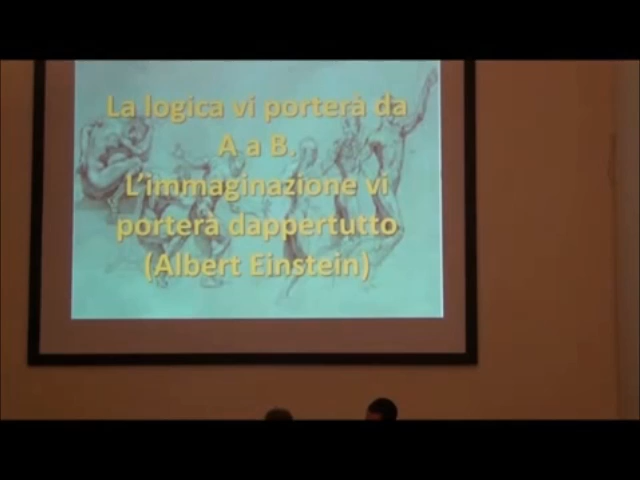 La logica vi porterà da
A a B.
L'immaginazione vi
porterà dappertutto
(Albert Einstein)